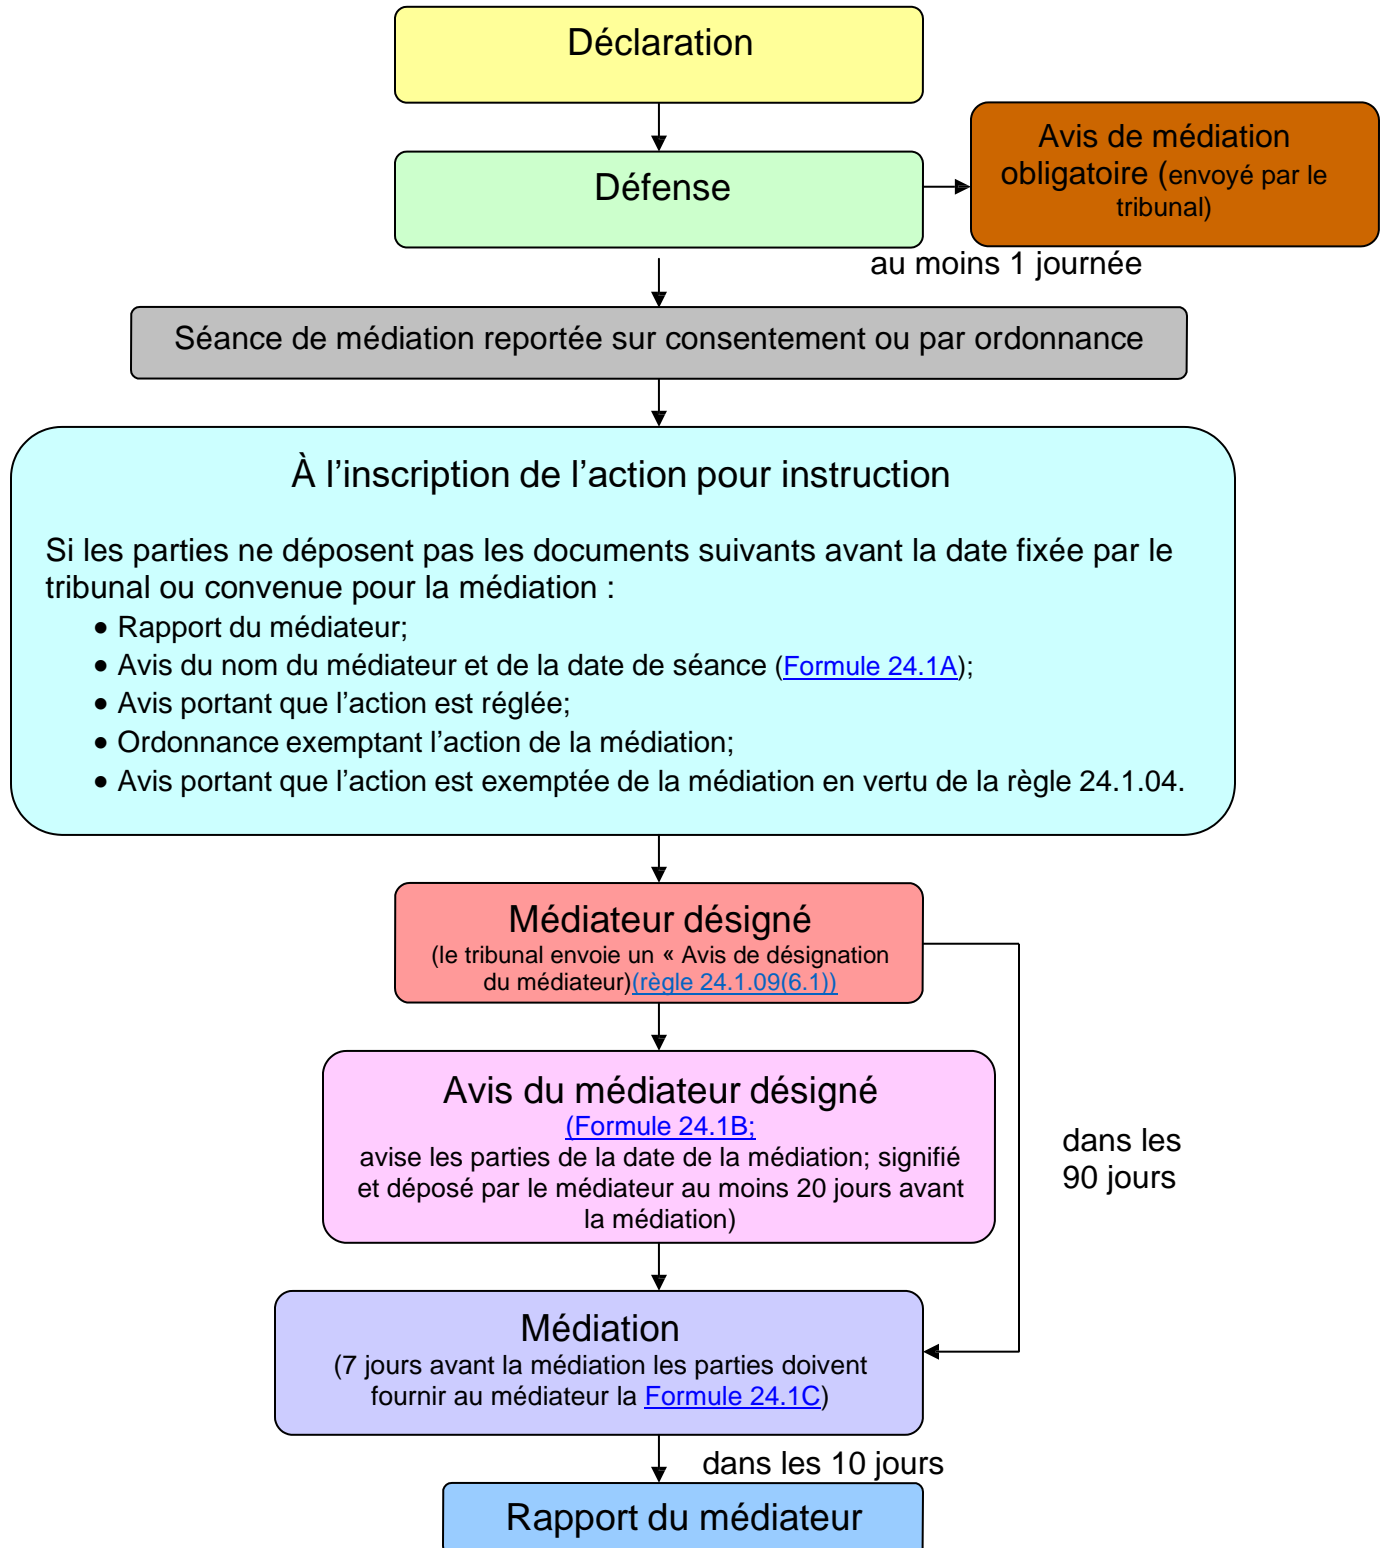 Déclaration
Défense
Avis de médiation
obligatoire (envoyé par le
tribunal)
au moins 1 journée
Séance de médiation reportée sur consentement ou par ordonnance
À l’inscription de l’action pour instruction
Si les parties ne déposent pas les documents suivants avant la date fixée par le
tribunal ou convenue pour la médiation :
• Rapport du médiateur;
• Avis du nom du médiateur et de la date de séance (Formule 24.1A);
• Avis portant que l’action est réglée;
• Ordonnance exemptant l’action de la médiation;
• Avis portant que l’action est exemptée de la médiation en vertu de la règle 24.1.04.
Médiateur désigné
(le tribunal envoie un « Avis de désignation
du médiateur)(règle 24.1.09(6.1))
Avis du médiateur désigné
(Formule 24.1B;
avise les parties de la date de la médiation; signifié
et déposé par le médiateur au moins 20 jours avant
la médiation)
dans les
90 jours
Médiation
(7 jours avant la médiation les parties doivent
fournir au médiateur la Formule 24.1C)
dans les 10 jours
Rapport du médiateur